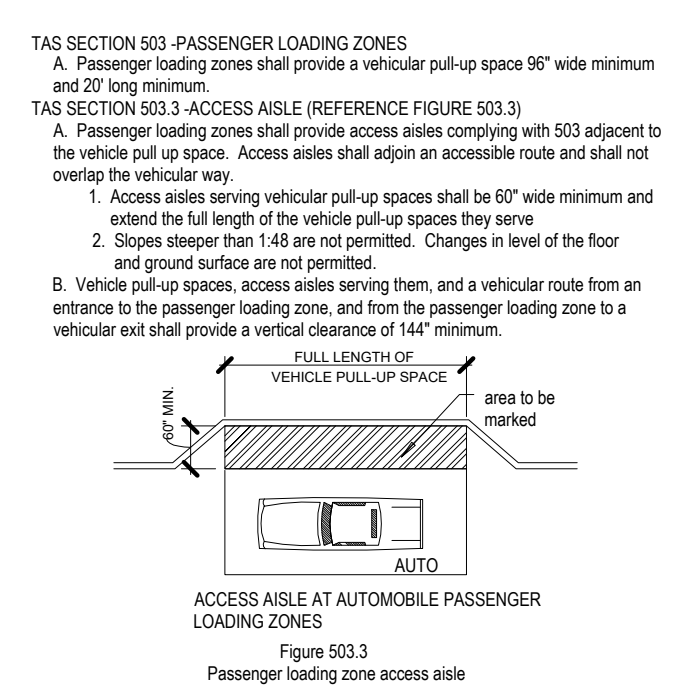 TAS SECTION 503 -PASSENGER LOADING ZONES
A. Passenger loading zones shall provide a vehicular pull-up space 96" wide minimum
and 20' long minimum.
TAS SECTION 503.3 -ACCESS AISLE (REFERENCE FIGURE 503.3)
A. Passenger loading zones shall provide access aisles complying with 503 adjacent to
the vehicle pull up space. Access aisles shall adjoin an accessible route and shall not
overlap the vehicular way.
1. Access aisles serving vehicular pull-up spaces shall be 60" wide minimum and
extend the full length of the vehicle pull-up spaces they serve
2. Slopes steeper than 1:48 are not permitted. Changes in level of the floor
and ground surface are not permitted.
B. Vehicle pull-up spaces, access aisles serving them, and a vehicular route from an
entrance to the passenger loading zone, and from the passenger loading zone to a
vehicular exit shall provide a vertical clearance of 144" minimum.
FULL LENGTH OF
VEHICLE PULL-UP SPACE
area to be
marked
60" MIN.
AUTO
ACCESS AISLE AT AUTOMOBILE PASSENGER
LOADING ZONES
Figure 503.3
Passenger loading zone access aisle